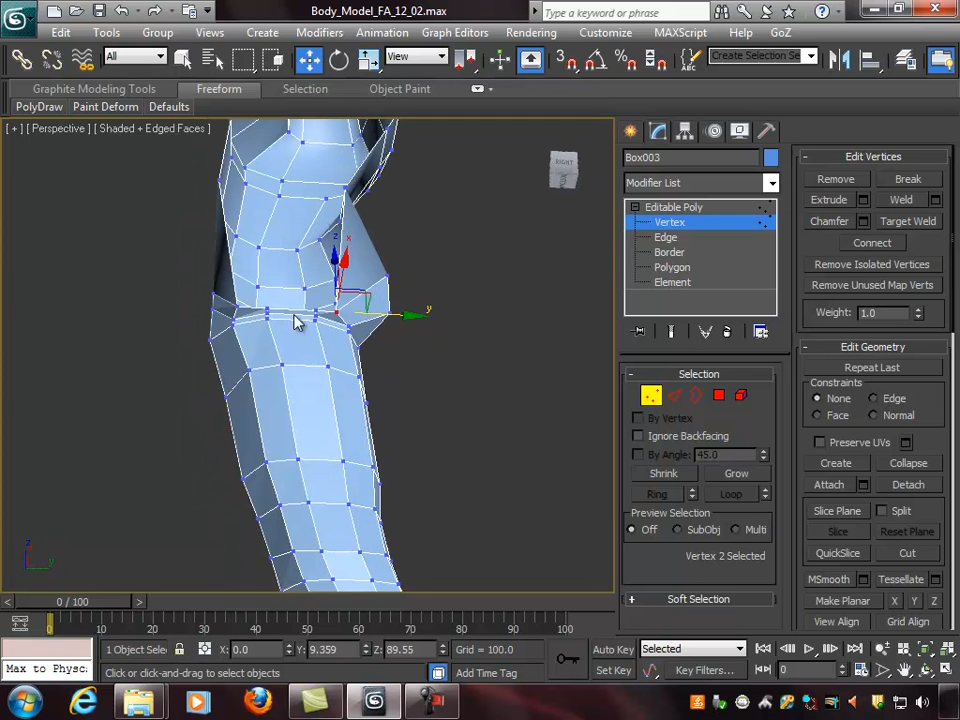 Body_Model_FA_12_02.max
Type a keyword or phrase
Edit Tools Group Views Create Modifiers Animation Graph Editors Rendering Customize MAXScript Help GoZ
All View Create Selection Se
Graphite Modeling Tools Freeform Selection Object Paint
PolyDraw Paint Deform Defaults
[ + ] [ Perspective ] [ Shaded + Edged Faces ]
RIGHT
z x
y
z
y
Box003
Modifier List
Editable Poly
Vertex
Edge
Border
Polygon
Element
Selection
By Vertex
Ignore Backfacing
By Angle: 45.0
Shrink Grow
Ring Loop
Preview Selection
Off SubObj Multi
Vertex 2 Selected
Soft Selection
Edit Vertices
Remove Break
Extrude Weld
Chamfer Target Weld
Connect
Remove Isolated Vertices
Remove Unused Map Verts
Weight: 1.0
Edit Geometry
Repeat Last
Constraints
None Edge
Face Normal
Preserve UVs
Create Collapse
Attach Detach
Slice Plane Split
Slice Reset Plane
QuickSlice Cut
MSmooth Tessellate
Make Planar X Y Z
View Align Grid Align
0 / 100
0 10 20 30 40 50 60 70 80 90 100
1 Object Selec X: 0.0 Y: 9.359 Z: 89.55 Grid = 100.0 Auto Key Selected
Max to Physc Click or click-and-drag to select objects Add Time Tag Set Key Key Filters... 0